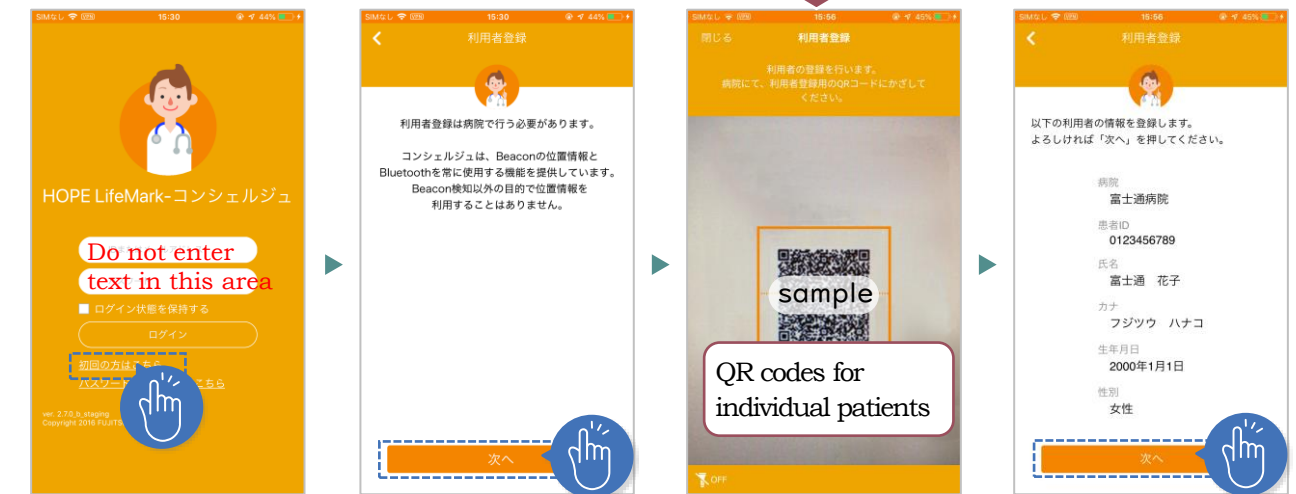 SIMなし VPN 15:30 44%
HOPE LifeMark-コンシェルジュ
Do not enter
text in this area
ログイン状態を保持する
ログイン
初回の方はこちら
パスワード
こちら
ver. 2.7.0_b_staging
Copyright 2016 FUJITS
SIMなし VPN 15:30 44%
利用者登録
利用者登録は病院で行う必要があります。
コンシェルジュは、Beaconの位置情報と
Bluetoothを常に使用する機能を提供しています。
Beacon検知以外の目的で位置情報を
利用することはありません。
次へ
SIMなし VPN 15:56 45%
閉じる 利用者登録
利用者の登録を行います。
病院にて、利用者登録用のQRコードにかざして
ください。
sample
QR codes for
individual patients
OFF
SIMなし VPN 15:56 45%
利用者登録
以下の利用者の情報を登録します。
よろしければ「次へ」を押してください。
病院
富士通病院
患者ID
0123456789
氏名
富士通 花子
カナ
フジツウ ハナコ
生年月日
2000年1月1日
性別
女性
次へ